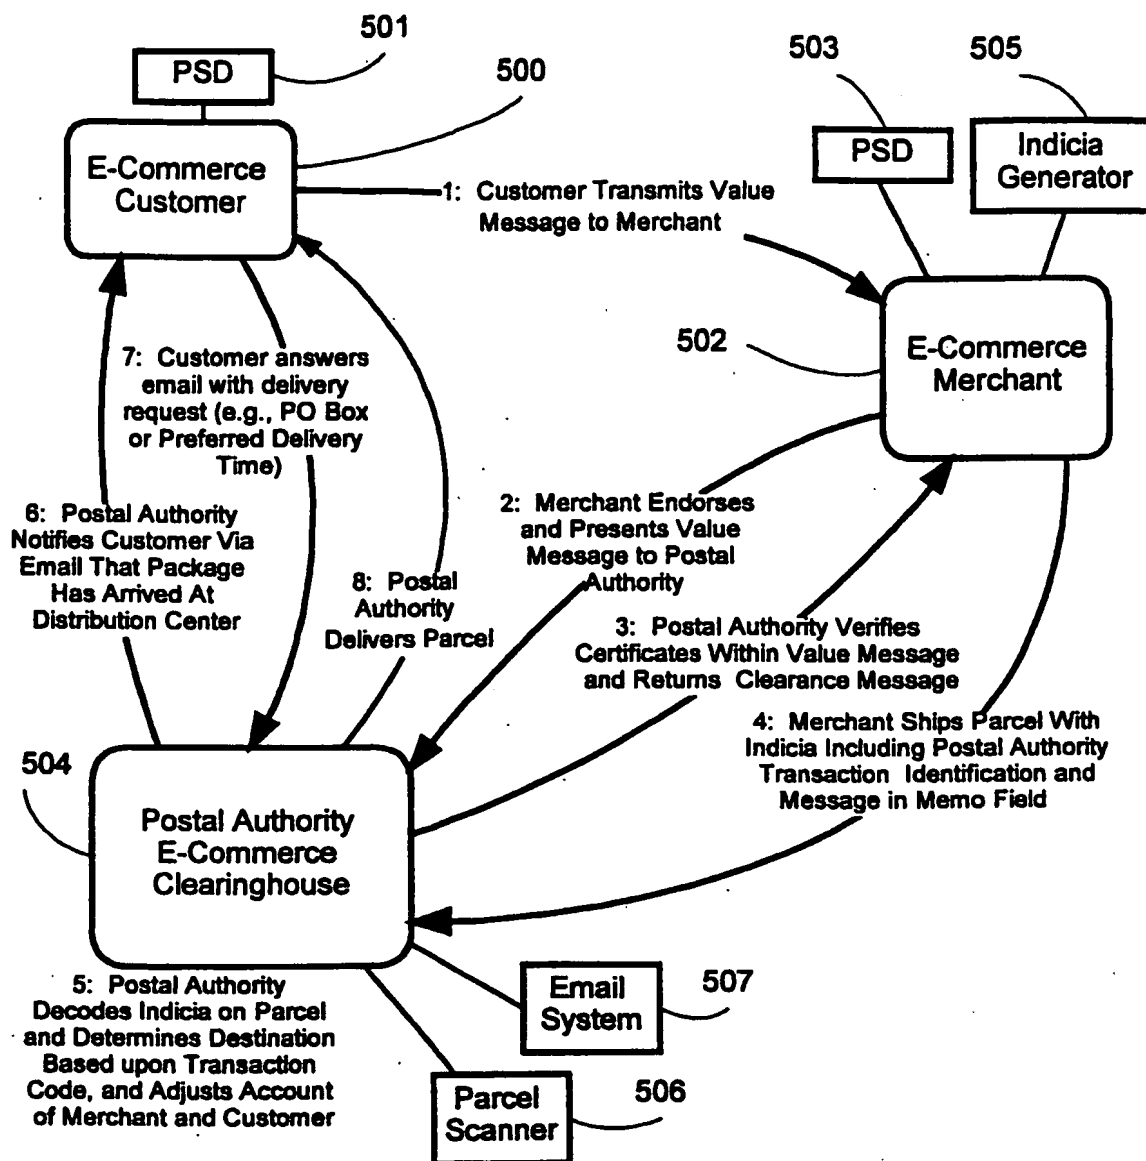 501
PSD
500
503
505
E-Commerce
Customer
PSD
Indicia
Generator
1: Customer Transmits Value
Message to Merchant
502
E-Commerce
Merchant
7: Customer answers
email with delivery
request (e.g., PO Box
or Preferred Delivery
Time)
2: Merchant Endorses
and Presents Value
Message to Postal
Authority
6: Postal Authority
Notifies Customer Via
Email That Package
Has Arrived At
Distribution Center
8: Postal
Authority
Delivers Parcel
3: Postal Authority Verifies
Certificates Within Value Message
and Returns Clearance Message
4: Merchant Ships Parcel With
Indicia Including Postal Authority
Transaction Identification and
Message in Memo Field
504
Postal Authority
E-Commerce
Clearinghouse
5: Postal Authority
Decodes Indicia on Parcel
and Determines Destination
Based upon Transaction
Code, and Adjusts Account
of Merchant and Customer
Email
System
507
Parcel
Scanner
506